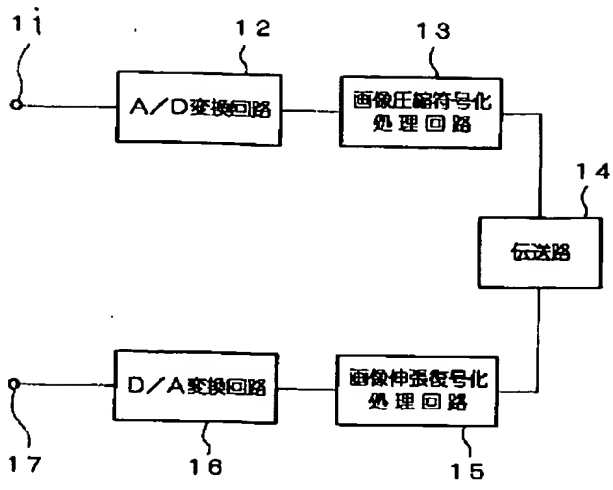 11
12
13
A/D変換回路
画像圧縮符号化
処理回路
14
伝送路
D/A変換回路
画像伸張復号化
処理回路
17
16
15